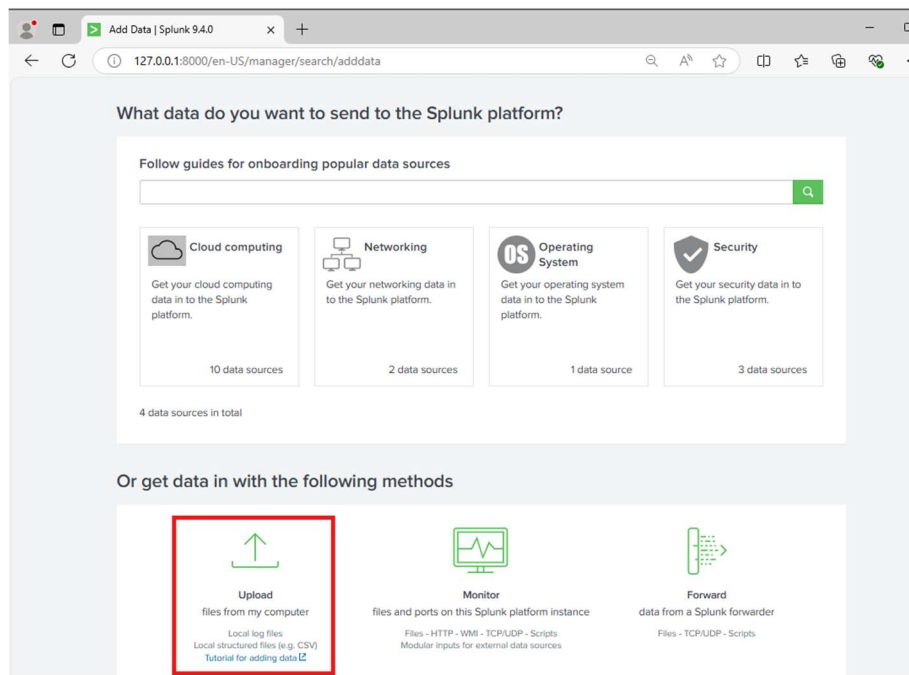 Add Data | Splunk 9.4.0
127.0.0.1:8000/en-US/manager/search/adddata
What data do you want to send to the Splunk platform?
Follow guides for onboarding popular data sources
Cloud computing
Get your cloud computing
data in to the Splunk
platform.
10 data sources
Networking
Get your networking data in
to the Splunk platform.
2 data sources
OS
Operating
System
Get your operating system
data in to the Splunk
platform.
1 data source
Security
Get your security data in to
the Splunk platform.
3 data sources
4 data sources in total
Or get data in with the following methods
Upload
files from my computer
Local log files
Local structured files (e.g. CSV)
Tutorial for adding data
Monitor
files and ports on this Splunk platform instance
Files - HTTP - WMI - TCP/UDP - Scripts
Modular inputs for external data sources
Forward
data from a Splunk forwarder
Files - TCP/UDP - Scripts